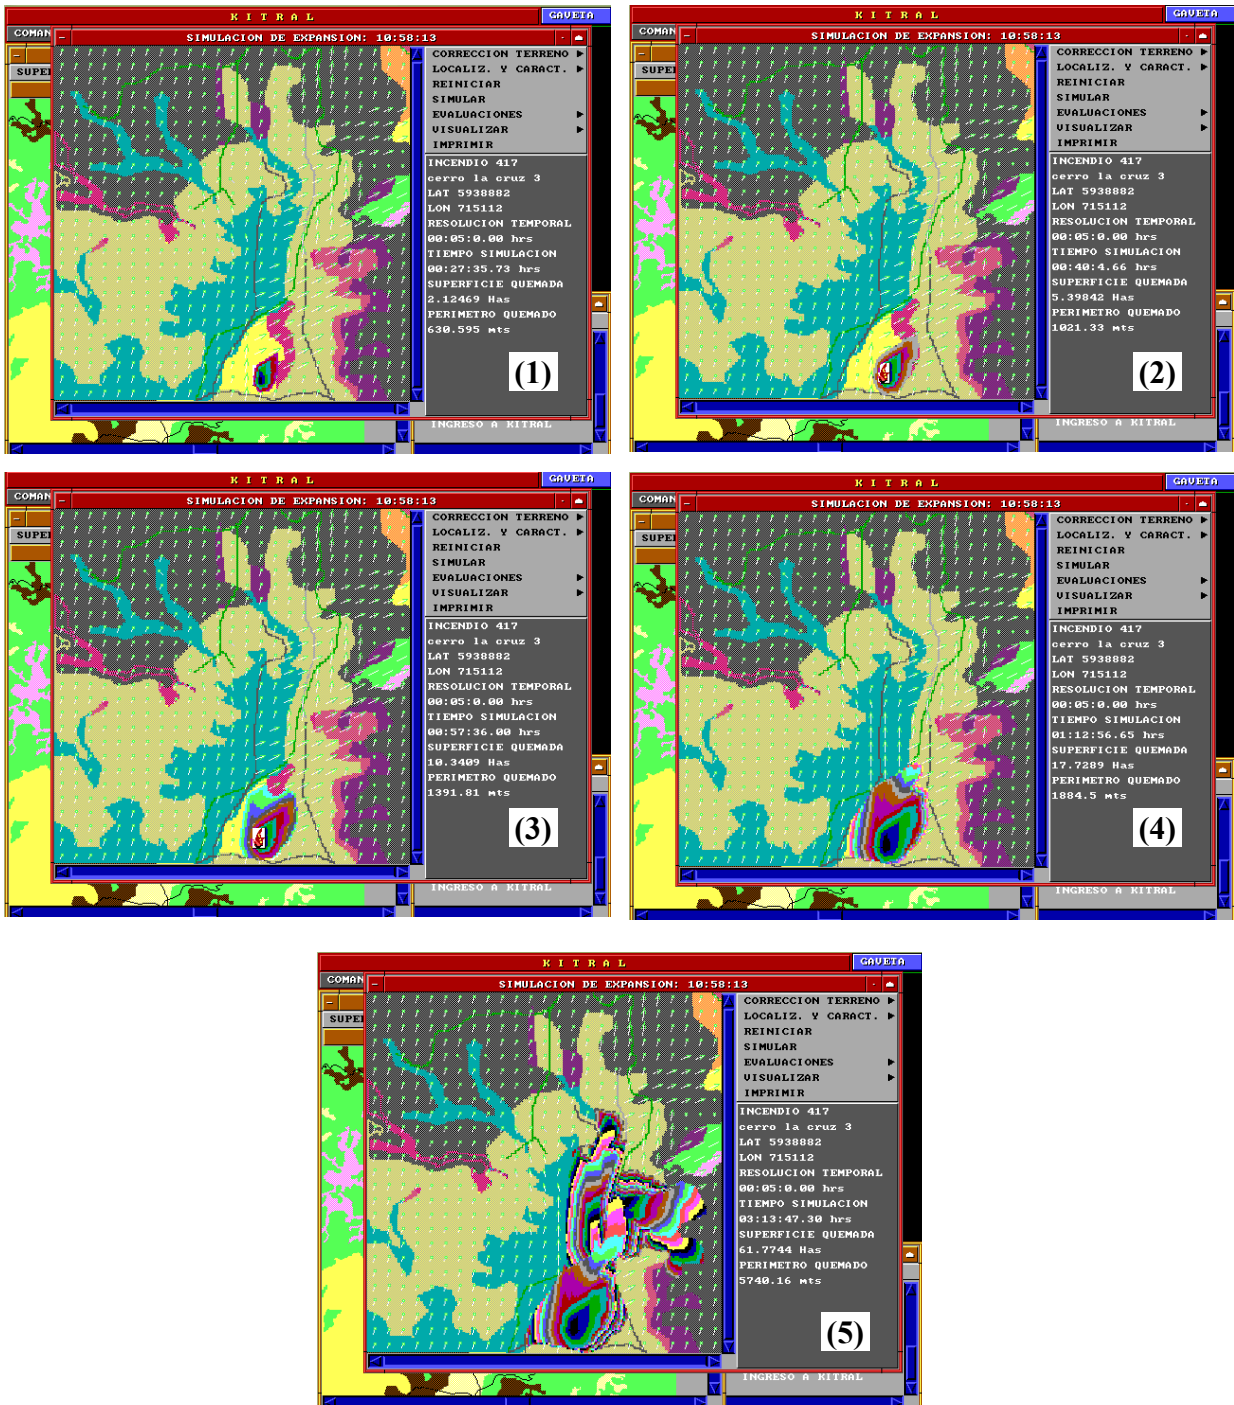 K I T R A L
GAVETA
COMAN
SIMULACION DE EXPANSION: 10:58:13
SUPE
CORRECCION TERRENO
LOCALIZ. Y CARACT.
REINICIAR
SIMULAR
EVALUACIONES
VISUALIZAR
IMPRIMIR
INCENDIO 417
cerro la cruz 3
LAT 5938882
LON 715112
RESOLUCION TEMPORAL
00:05:0.00 hrs
TIEMPO SIMULACION
00:27:35.73 hrs
SUPERFICIE QUEMADA
2.12469 Has
PERIMETRO QUEMADO
630.595 mts
(1)
INGRESO A KITRAL
K I T R A L
GAVETA
COMAN
SIMULACION DE EXPANSION: 10:58:13
SUPE
CORRECCION TERRENO
LOCALIZ. Y CARACT.
REINICIAR
SIMULAR
EVALUACIONES
VISUALIZAR
IMPRIMIR
INCENDIO 417
cerro la cruz 3
LAT 5938882
LON 715112
RESOLUCION TEMPORAL
00:05:0.00 hrs
TIEMPO SIMULACION
00:40:4.66 hrs
SUPERFICIE QUEMADA
5.39842 Has
PERIMETRO QUEMADO
1021.33 mts
(2)
INGRESO A KITRAL
K I T R A L
GAVETA
COMAN
SIMULACION DE EXPANSION: 10:58:13
SUPE
CORRECCION TERRENO
LOCALIZ. Y CARACT.
REINICIAR
SIMULAR
EVALUACIONES
VISUALIZAR
IMPRIMIR
INCENDIO 417
cerro la cruz 3
LAT 5938882
LON 715112
RESOLUCION TEMPORAL
00:05:0.00 hrs
TIEMPO SIMULACION
00:57:36.00 hrs
SUPERFICIE QUEMADA
10.3409 Has
PERIMETRO QUEMADO
1391.81 mts
(3)
INGRESO A KITRAL
K I T R A L
GAVETA
COMAN
SIMULACION DE EXPANSION: 10:58:13
SUPE
CORRECCION TERRENO
LOCALIZ. Y CARACT.
REINICIAR
SIMULAR
EVALUACIONES
VISUALIZAR
IMPRIMIR
INCENDIO 417
cerro la cruz 3
LAT 5938882
LON 715112
RESOLUCION TEMPORAL
00:05:0.00 hrs
TIEMPO SIMULACION
01:12:56.65 hrs
SUPERFICIE QUEMADA
17.7289 Has
PERIMETRO QUEMADO
1884.5 mts
(4)
INGRESO A KITRAL
K I T R A L
GAVETA
COMAN
SIMULACION DE EXPANSION: 10:58:13
SUPE
CORRECCION TERRENO
LOCALIZ. Y CARACT.
REINICIAR
SIMULAR
EVALUACIONES
VISUALIZAR
IMPRIMIR
INCENDIO 417
cerro la cruz 3
LAT 5938882
LON 715112
RESOLUCION TEMPORAL
00:05:0.00 hrs
TIEMPO SIMULACION
03:13:47.30 hrs
SUPERFICIE QUEMADA
61.7744 Has
PERIMETRO QUEMADO
5740.16 mts
(5)
INGRESO A KITRAL